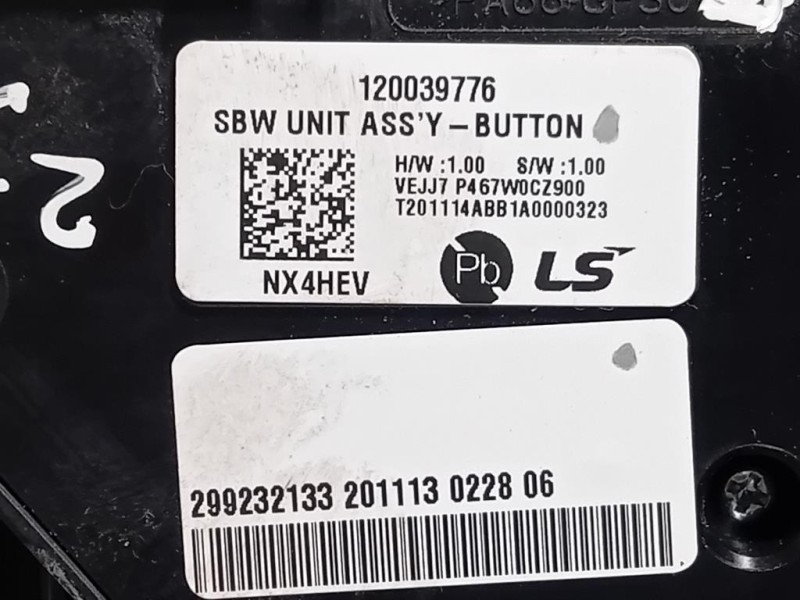 120039776
SBW UNIT ASS'Y - BUTTON
H/W :1.00 S/W :1.00
VEJJ7 P467W0CZ900
T201114ABB1A0000323
NX4HEV
Pb LS
299232133 201113 0228 06